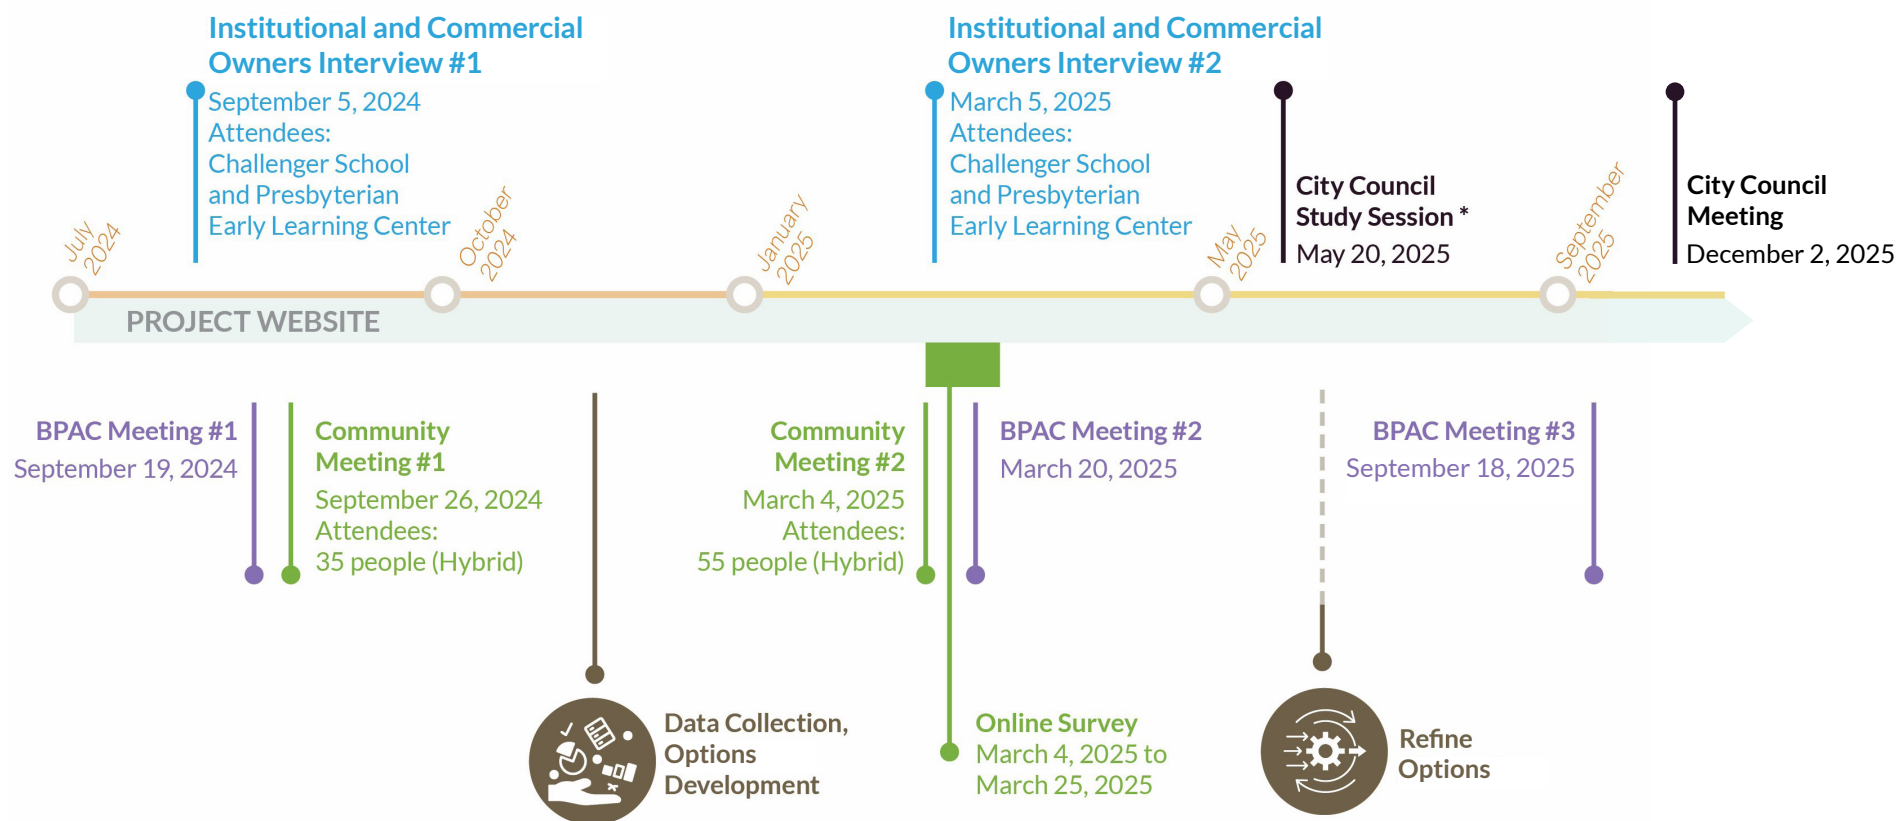 Institutional and Commercial
Owners Interview #1
September 5, 2024
Attendees:
Challenger School
and Presbyterian
Early Learning Center
Institutional and Commercial
Owners Interview #2
March 5, 2025
Attendees:
Challenger School
and Presbyterian
Early Learning Center
City Council
Study Session *
May 20, 2025
City Council
Meeting
December 2, 2025
July
2024
October
2024
January
2025
May
2025
September
2025
PROJECT WEBSITE
BPAC Meeting #1
September 19, 2024
Community
Meeting #1
September 26, 2024
Attendees:
35 people (Hybrid)
Community
Meeting #2
March 4, 2025
Attendees:
55 people (Hybrid)
BPAC Meeting #2
March 20, 2025
BPAC Meeting #3
September 18, 2025
Data Collection,
Options
Development
Online Survey
March 4, 2025 to
March 25, 2025
Refine
Options